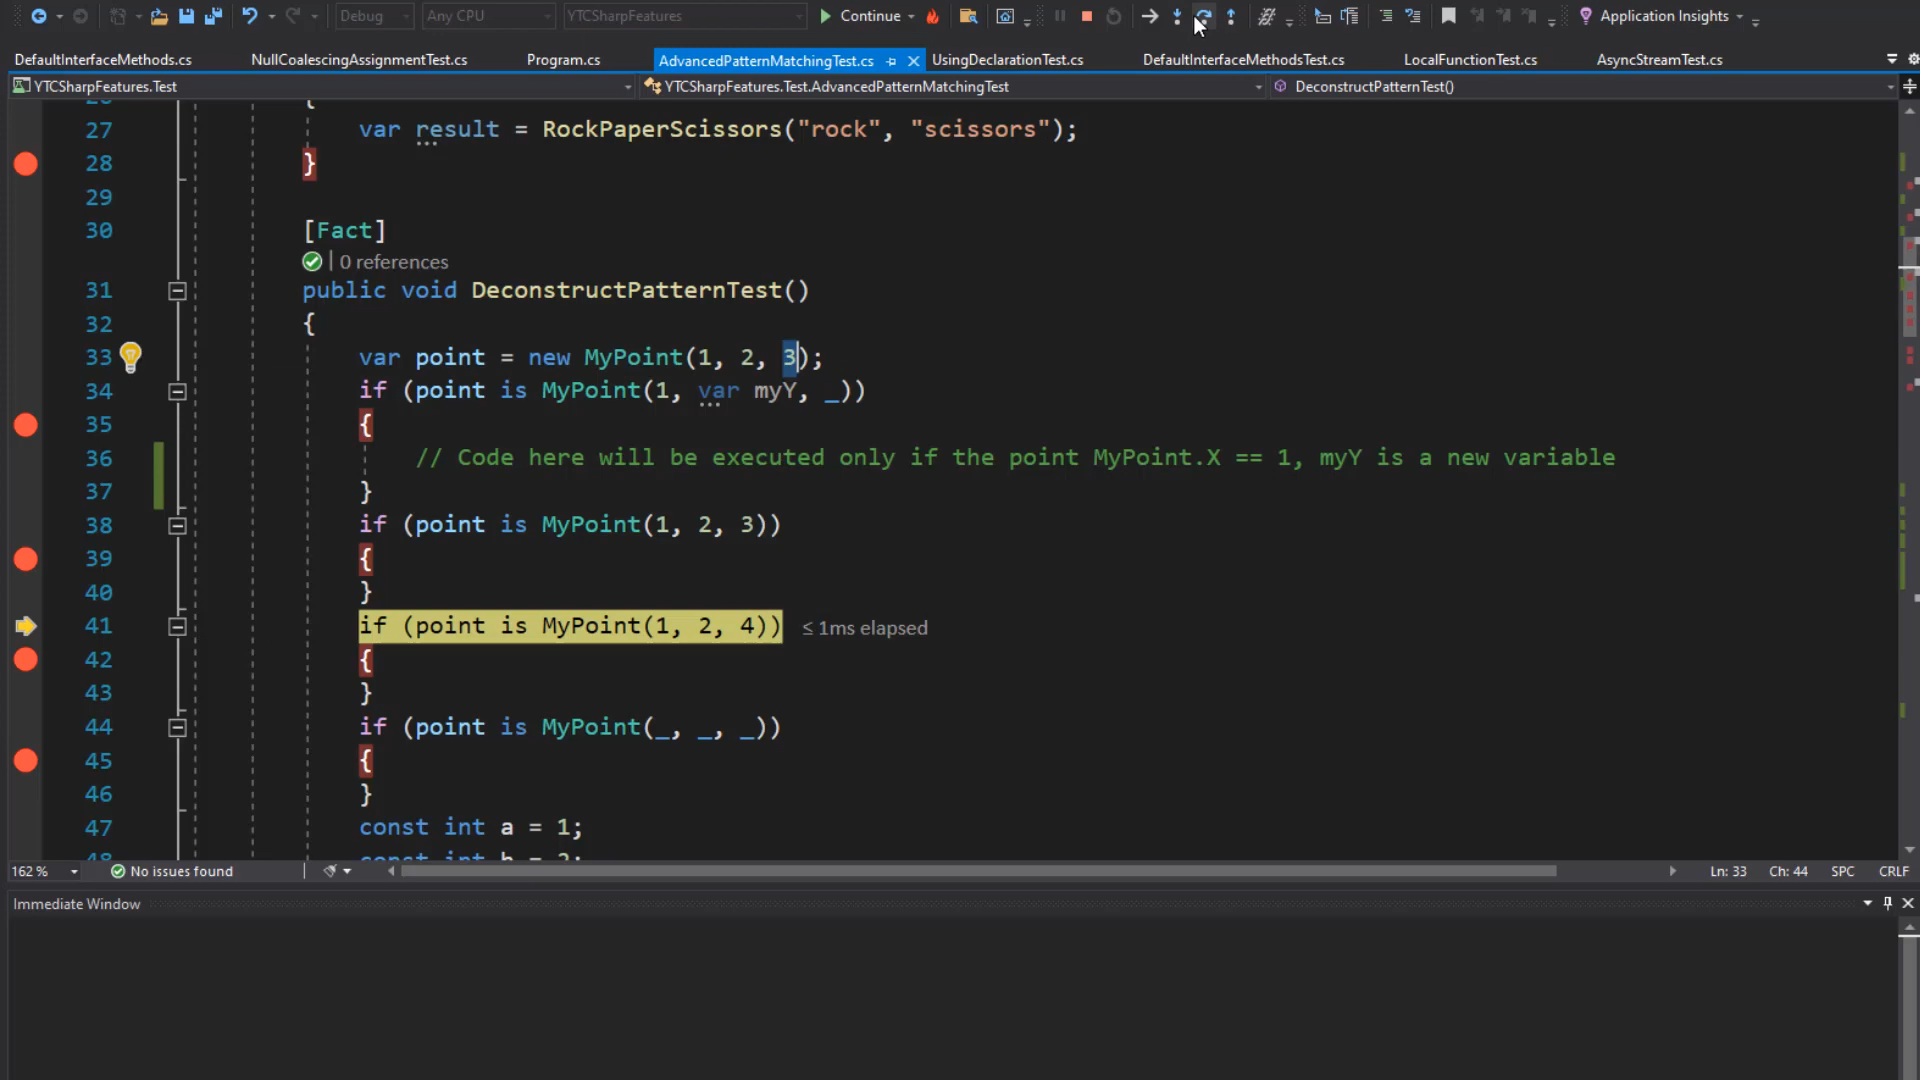 Debug Any CPU YTCSharpFeatures Continue Application Insights
DefaultInterfaceMethods.cs NullCoalescingAssignmentTest.cs Program.cs AdvancedPatternMatchingTest.cs UsingDeclarationTest.cs DefaultInterfaceMethodsTest.cs LocalFunctionTest.cs AsyncStreamTest.cs
YTCSharpFeatures.Test YTCSharpFeatures.Test.AdvancedPatternMatchingTest DeconstructPatternTest()
26 {
27 var result = RockPaperScissors("rock", "scissors");
28 }
29
30 [Fact]
| 0 references
31 public void DeconstructPatternTest()
32 {
33 var point = new MyPoint(1, 2, 3);
34 if (point is MyPoint(1, var myY, _))
35 {
36 // Code here will be executed only if the point MyPoint.X == 1, myY is a new variable
37 }
38 if (point is MyPoint(1, 2, 3))
39 {
40 }
41 if (point is MyPoint(1, 2, 4)) ≤ 1ms elapsed
42 {
43 }
44 if (point is MyPoint(_, _, _))
45 {
46 }
47 const int a = 1;
48 const int b = 2;
162 % No issues found Ln: 33 Ch: 44 SPC CRLF
Immediate Window